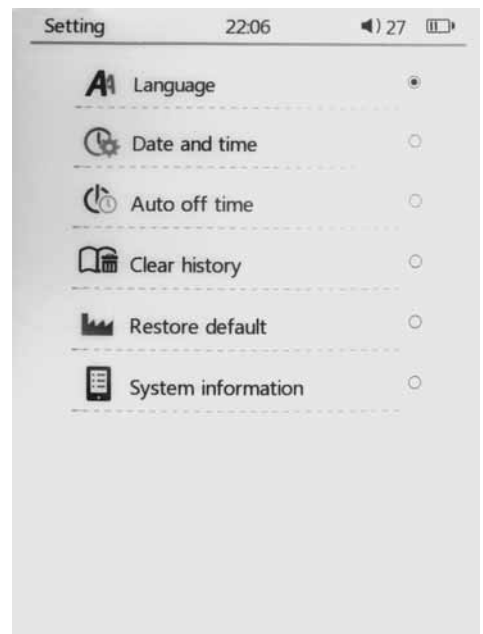 Setting 22:06 27
Language
Date and time
Auto off time
Clear history
Restore default
System information